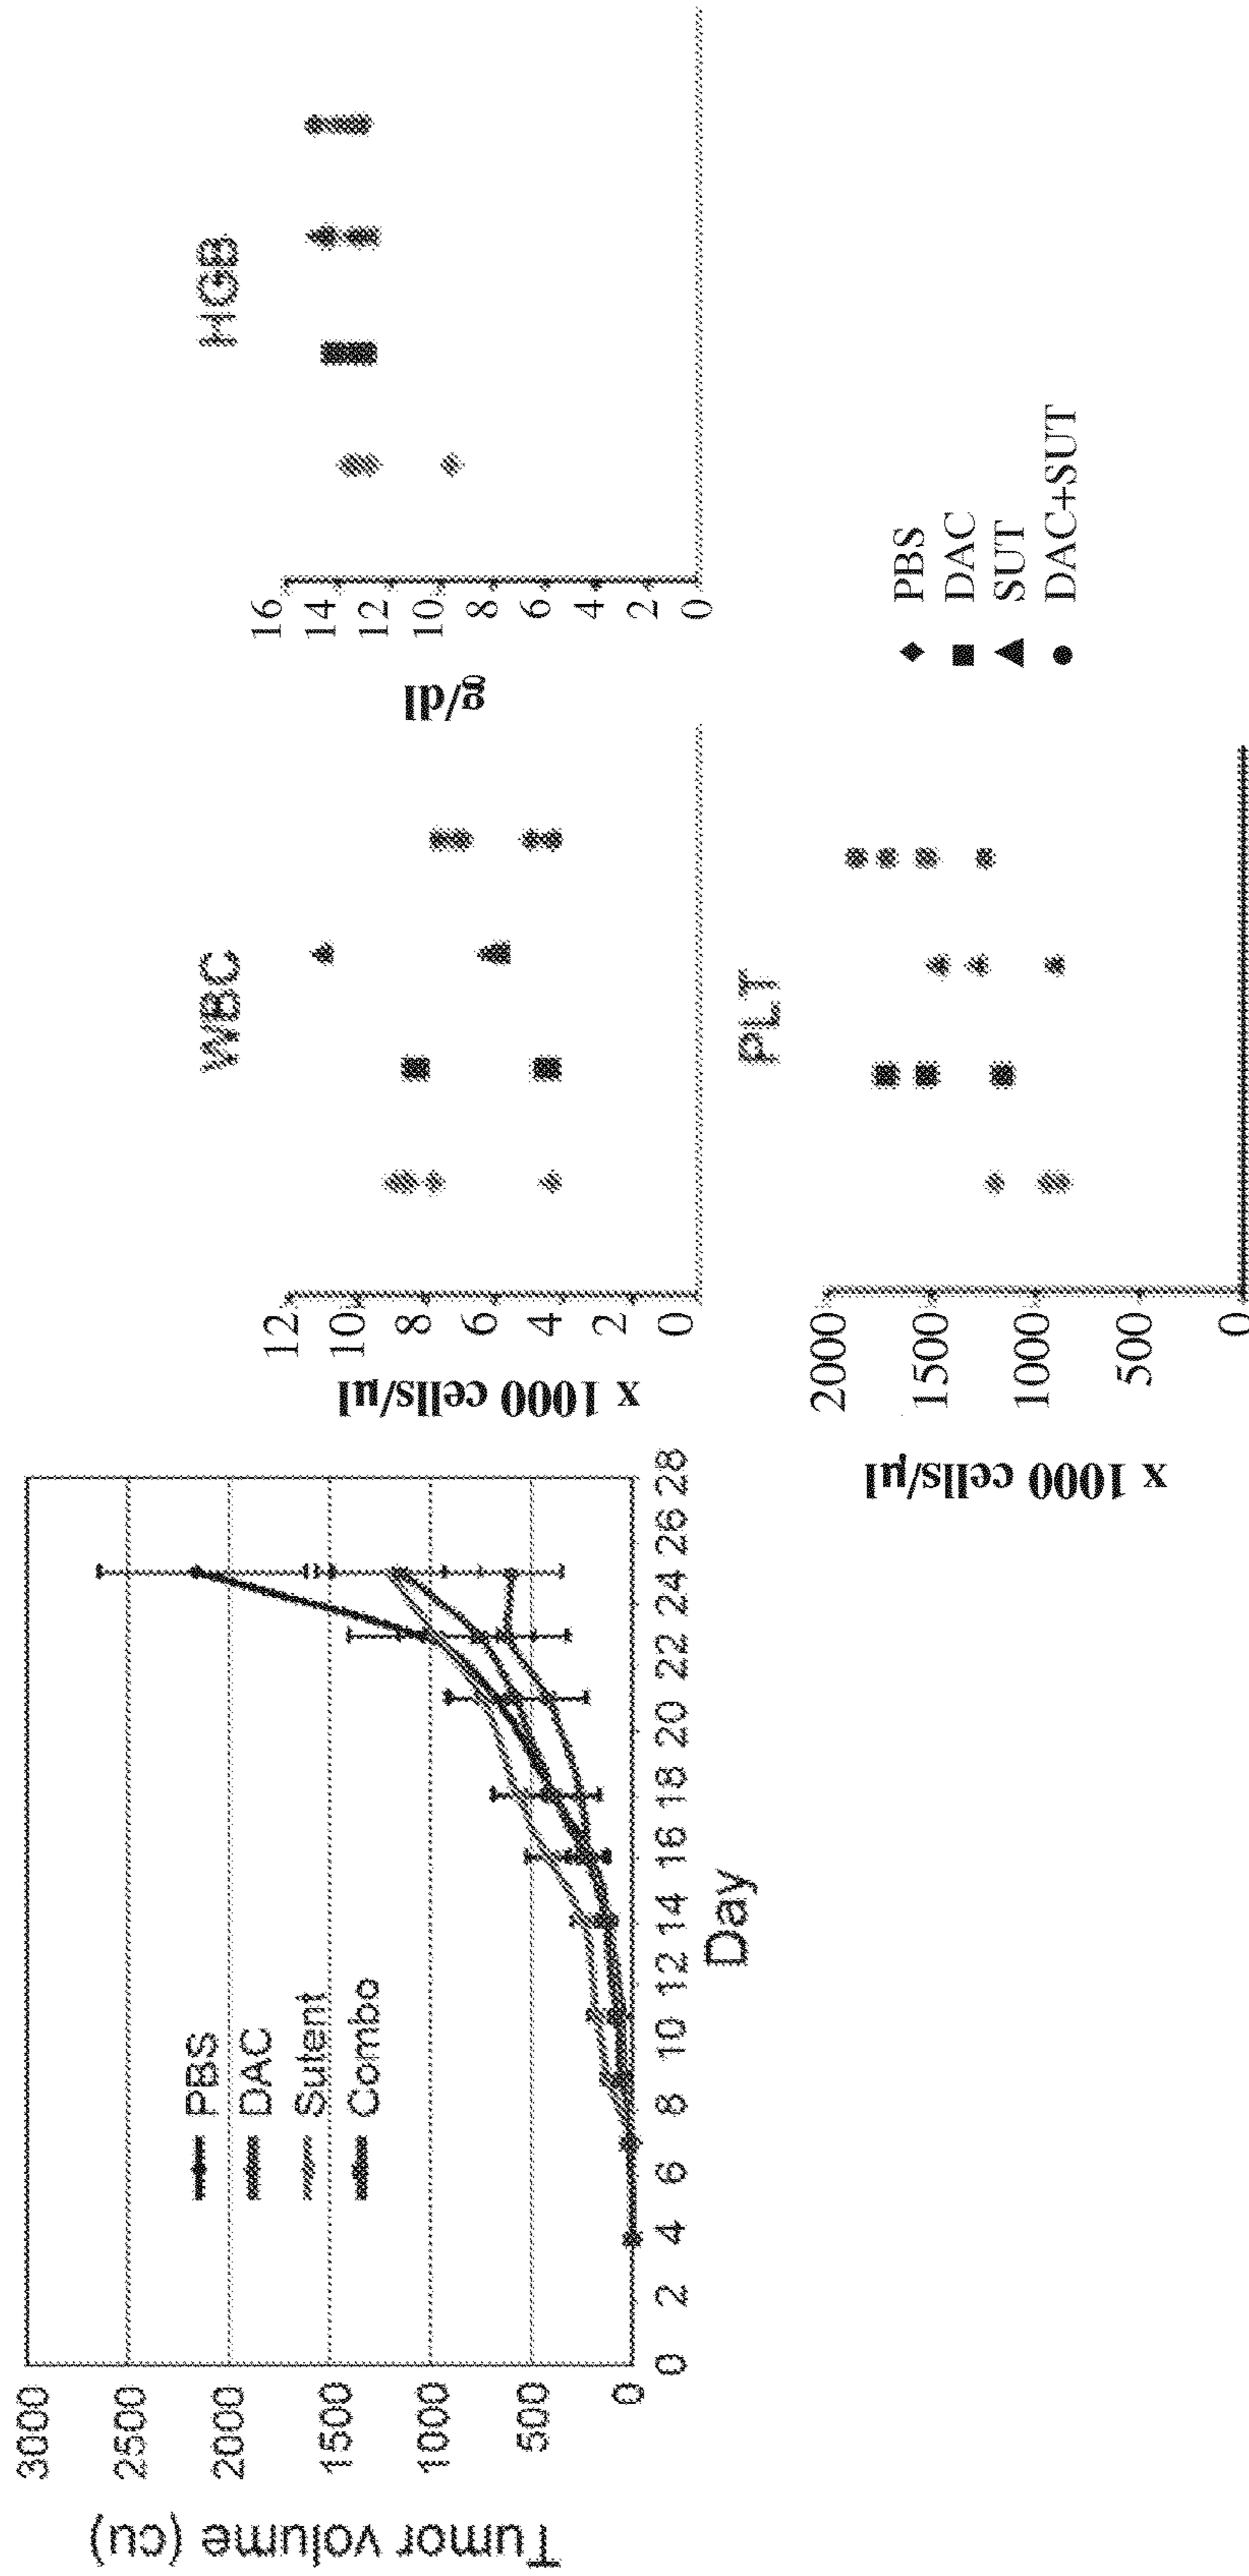 Tumor volume (cu)
3000
2500
2000
1500
1000
500
0
PBS
DAC
Sutent
Combo
0 2 4 6 8 10 12 14 16 18 20 22 24 26 28
Day
WBC
x 1000 cells/µl
12
10
8
6
4
2
0
HGB
g/dl
16
14
12
10
8
6
4
2
0
PLT
x 1000 cells/µl
2000
1500
1000
500
0
PBS
DAC
SUT
DAC+SUT